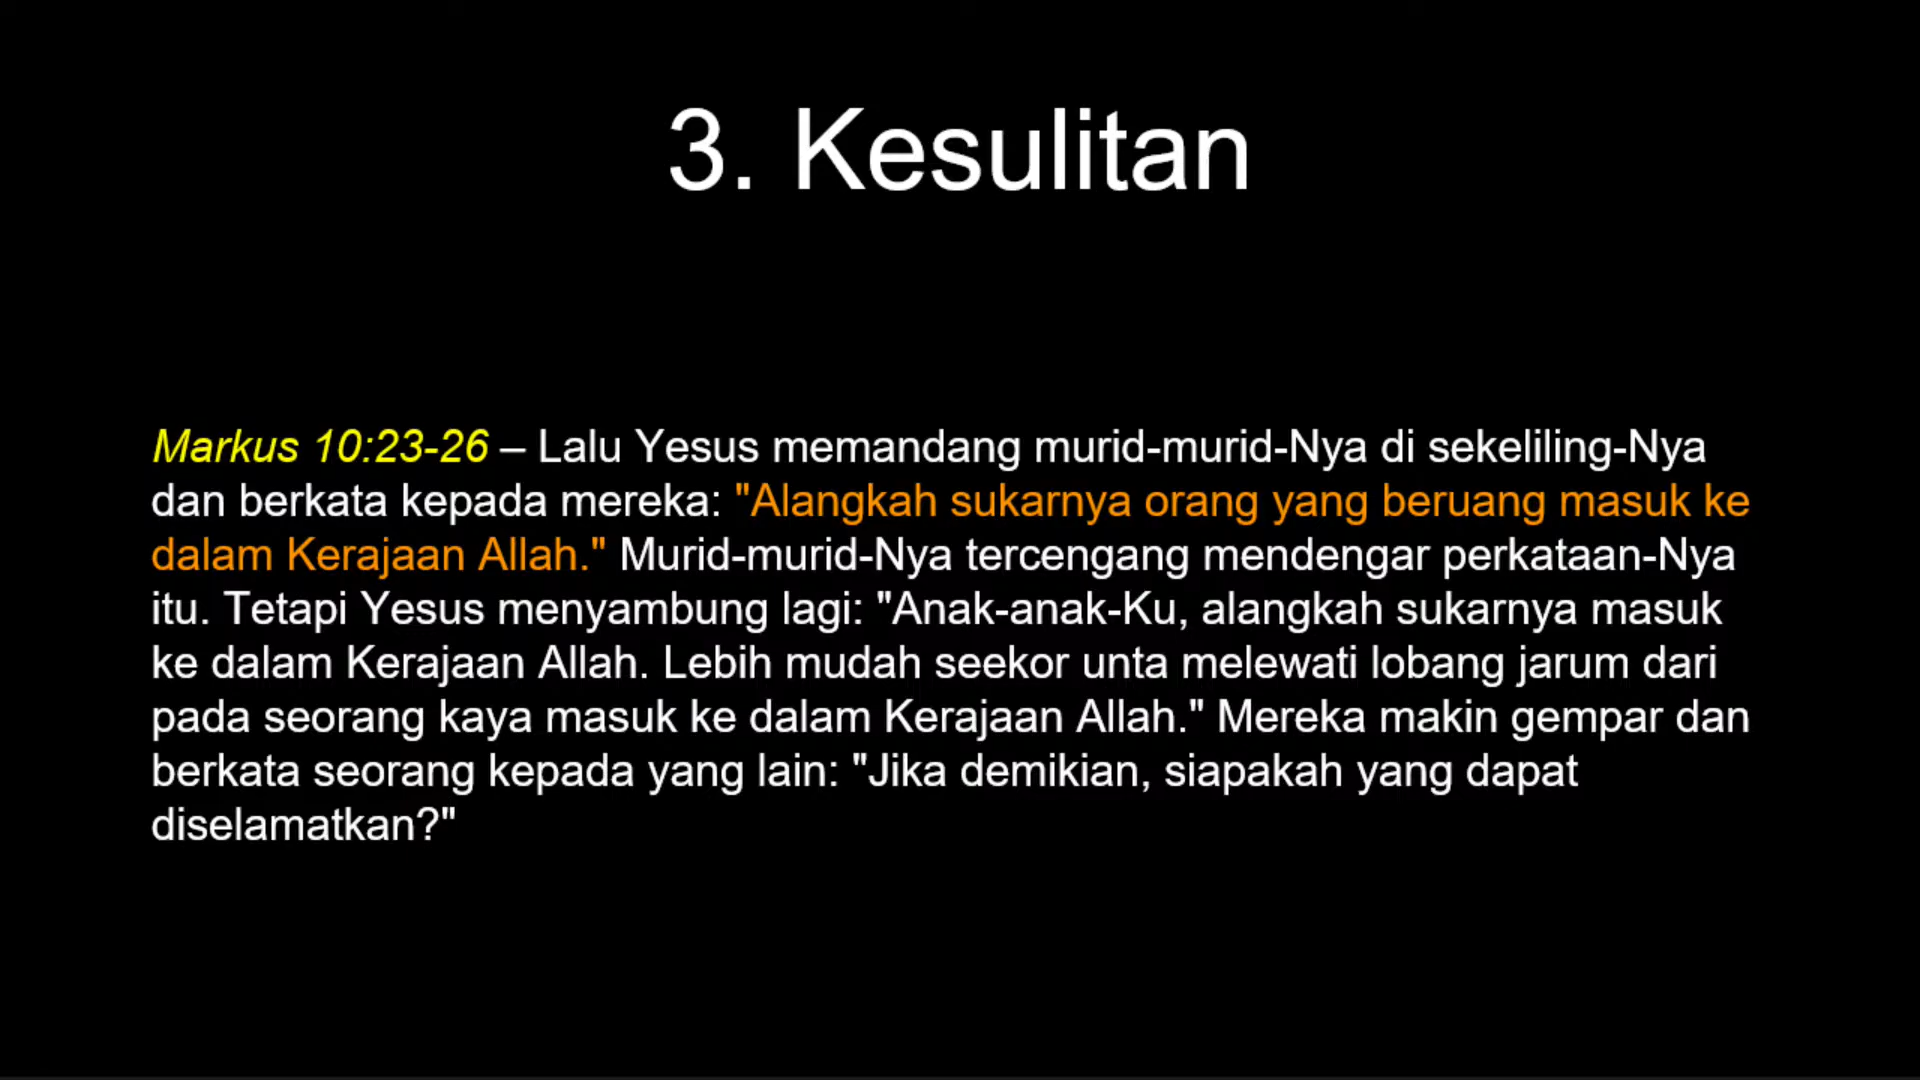 3. Kesulitan
Markus 10:23-26 – Lalu Yesus memandang murid-murid-Nya di sekeliling-Nya
dan berkata kepada mereka: "Alangkah sukarnya orang yang beruang masuk ke
dalam Kerajaan Allah." Murid-murid-Nya tercengang mendengar perkataan-Nya
itu. Tetapi Yesus menyambung lagi: "Anak-anak-Ku, alangkah sukarnya masuk
ke dalam Kerajaan Allah. Lebih mudah seekor unta melewati lobang jarum dari
pada seorang kaya masuk ke dalam Kerajaan Allah." Mereka makin gempar dan
berkata seorang kepada yang lain: "Jika demikian, siapakah yang dapat
diselamatkan?"